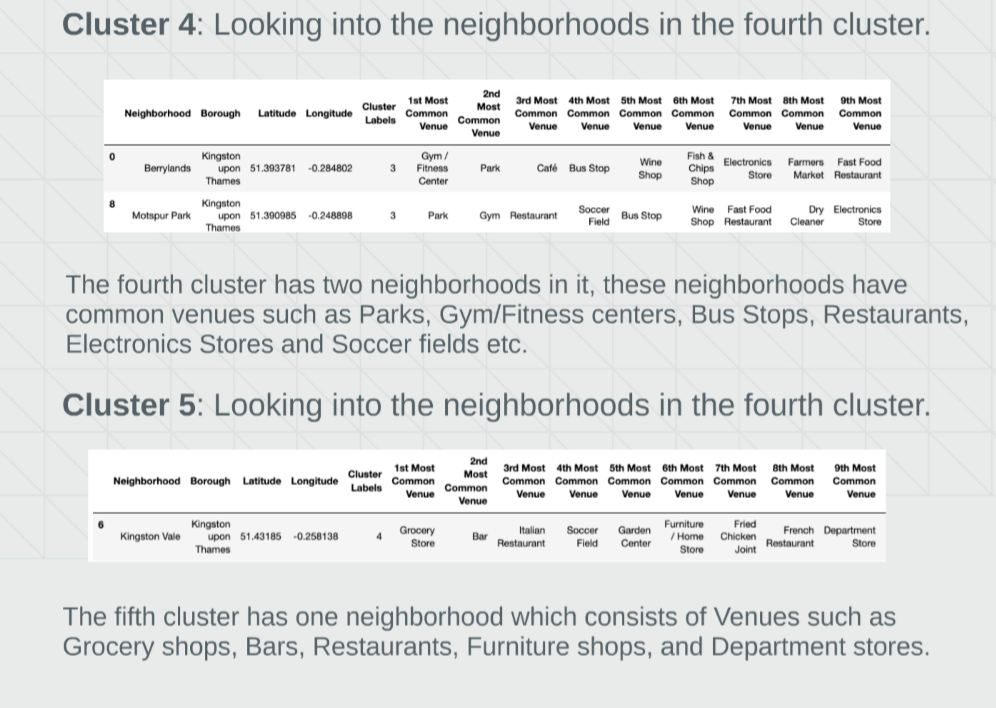 Cluster 4: Looking into the neighborhoods in the fourth cluster.
Neighborhood Borough Latitude Longitude Cluster Labels 1st Most Common Venue 2nd Most Common Venue 3rd Most Common Venue 4th Most Common Venue 5th Most Common Venue 6th Most Common Venue 7th Most Common Venue 8th Most Common Venue 9th Most Common Venue
0 Berrylands Kingston upon Thames 51.393781 -0.284802 3 Gym / Fitness Center Park Café Bus Stop Wine Shop Fish & Chips Shop Electronics Store Farmers Market Fast Food Restaurant
8 Motspur Park Kingston upon Thames 51.390985 -0.248898 3 Park Gym Restaurant Soccer Field Bus Stop Wine Shop Fast Food Restaurant Dry Cleaner Electronics Store
The fourth cluster has two neighborhoods in it, these neighborhoods have
common venues such as Parks, Gym/Fitness centers, Bus Stops, Restaurants,
Electronics Stores and Soccer fields etc.
Cluster 5: Looking into the neighborhoods in the fourth cluster.
Neighborhood Borough Latitude Longitude Cluster Labels 1st Most Common Venue 2nd Most Common Venue 3rd Most Common Venue 4th Most Common Venue 5th Most Common Venue 6th Most Common Venue 7th Most Common Venue 8th Most Common Venue 9th Most Common Venue
6 Kingston Vale Kingston upon Thames 51.43185 -0.258138 4 Grocery Store Bar Italian Restaurant Soccer Field Garden Center Furniture / Home Store Fried Chicken Joint French Restaurant Department Store
The fifth cluster has one neighborhood which consists of Venues such as
Grocery shops, Bars, Restaurants, Furniture shops, and Department stores.